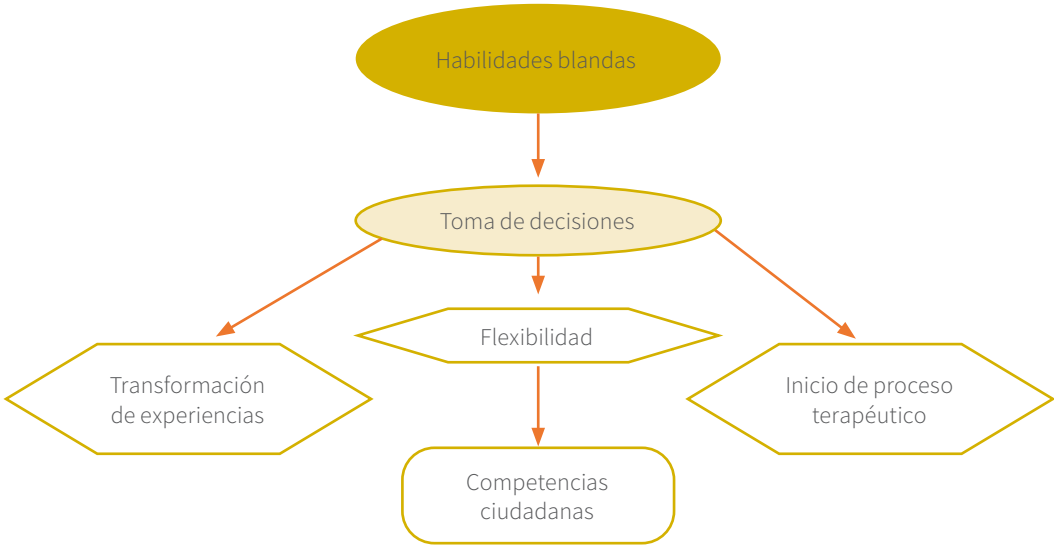 Habilidades blandas
Toma de decisiones
Flexibilidad
Transformación
de experiencias
Inicio de proceso
terapéutico
Competencias
ciudadanas